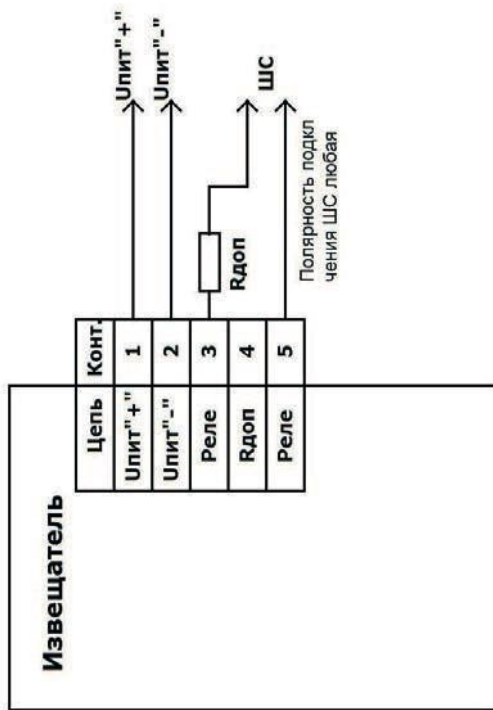 Извещатель
Цепь Конт.
Uпит"+" 1
Uпит"-" 2
Реле 3
Rдоп 4
Реле 5
Uпит"+"
Uпит"-"
Rдоп
ШС
Полярность подкл
чения ШС любая